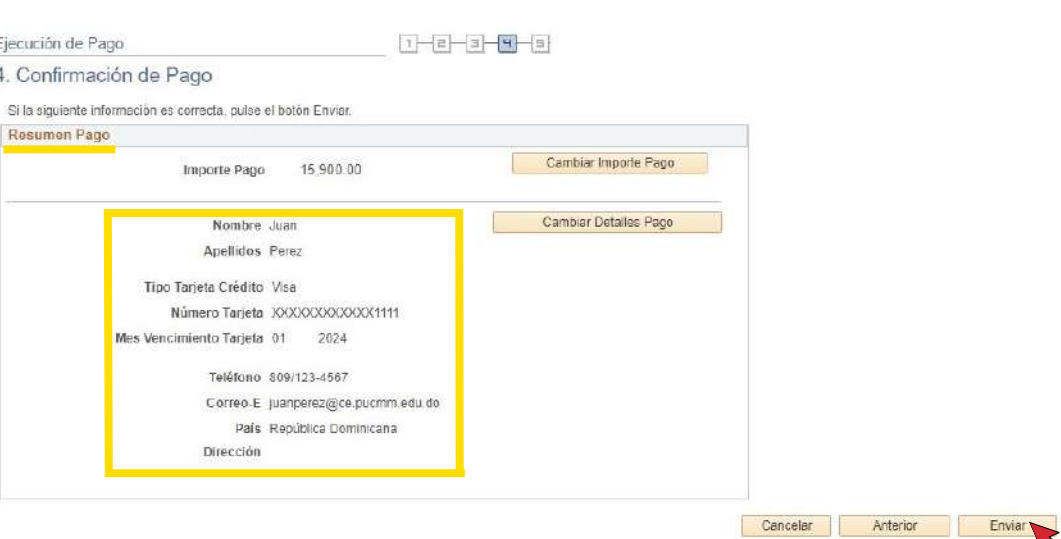 Ejecución de Pago
1 2 3 4 5
4. Confirmación de Pago
Si la siguiente información es correcta, pulse el botón Enviar.
Resumen Pago
Importe Pago 15,900.00 Cambiar Importe Pago
Nombre Juan Cambiar Detalles Pago
Apellidos Perez
Tipo Tarjeta Crédito Visa
Número Tarjeta XXXXXXXXXXXX1111
Mes Vencimiento Tarjeta 01 2024
Teléfono 809/123-4567
Correo-E juanperez@ce.pucmm.edu.do
País República Dominicana
Dirección
Cancelar Anterior Enviar